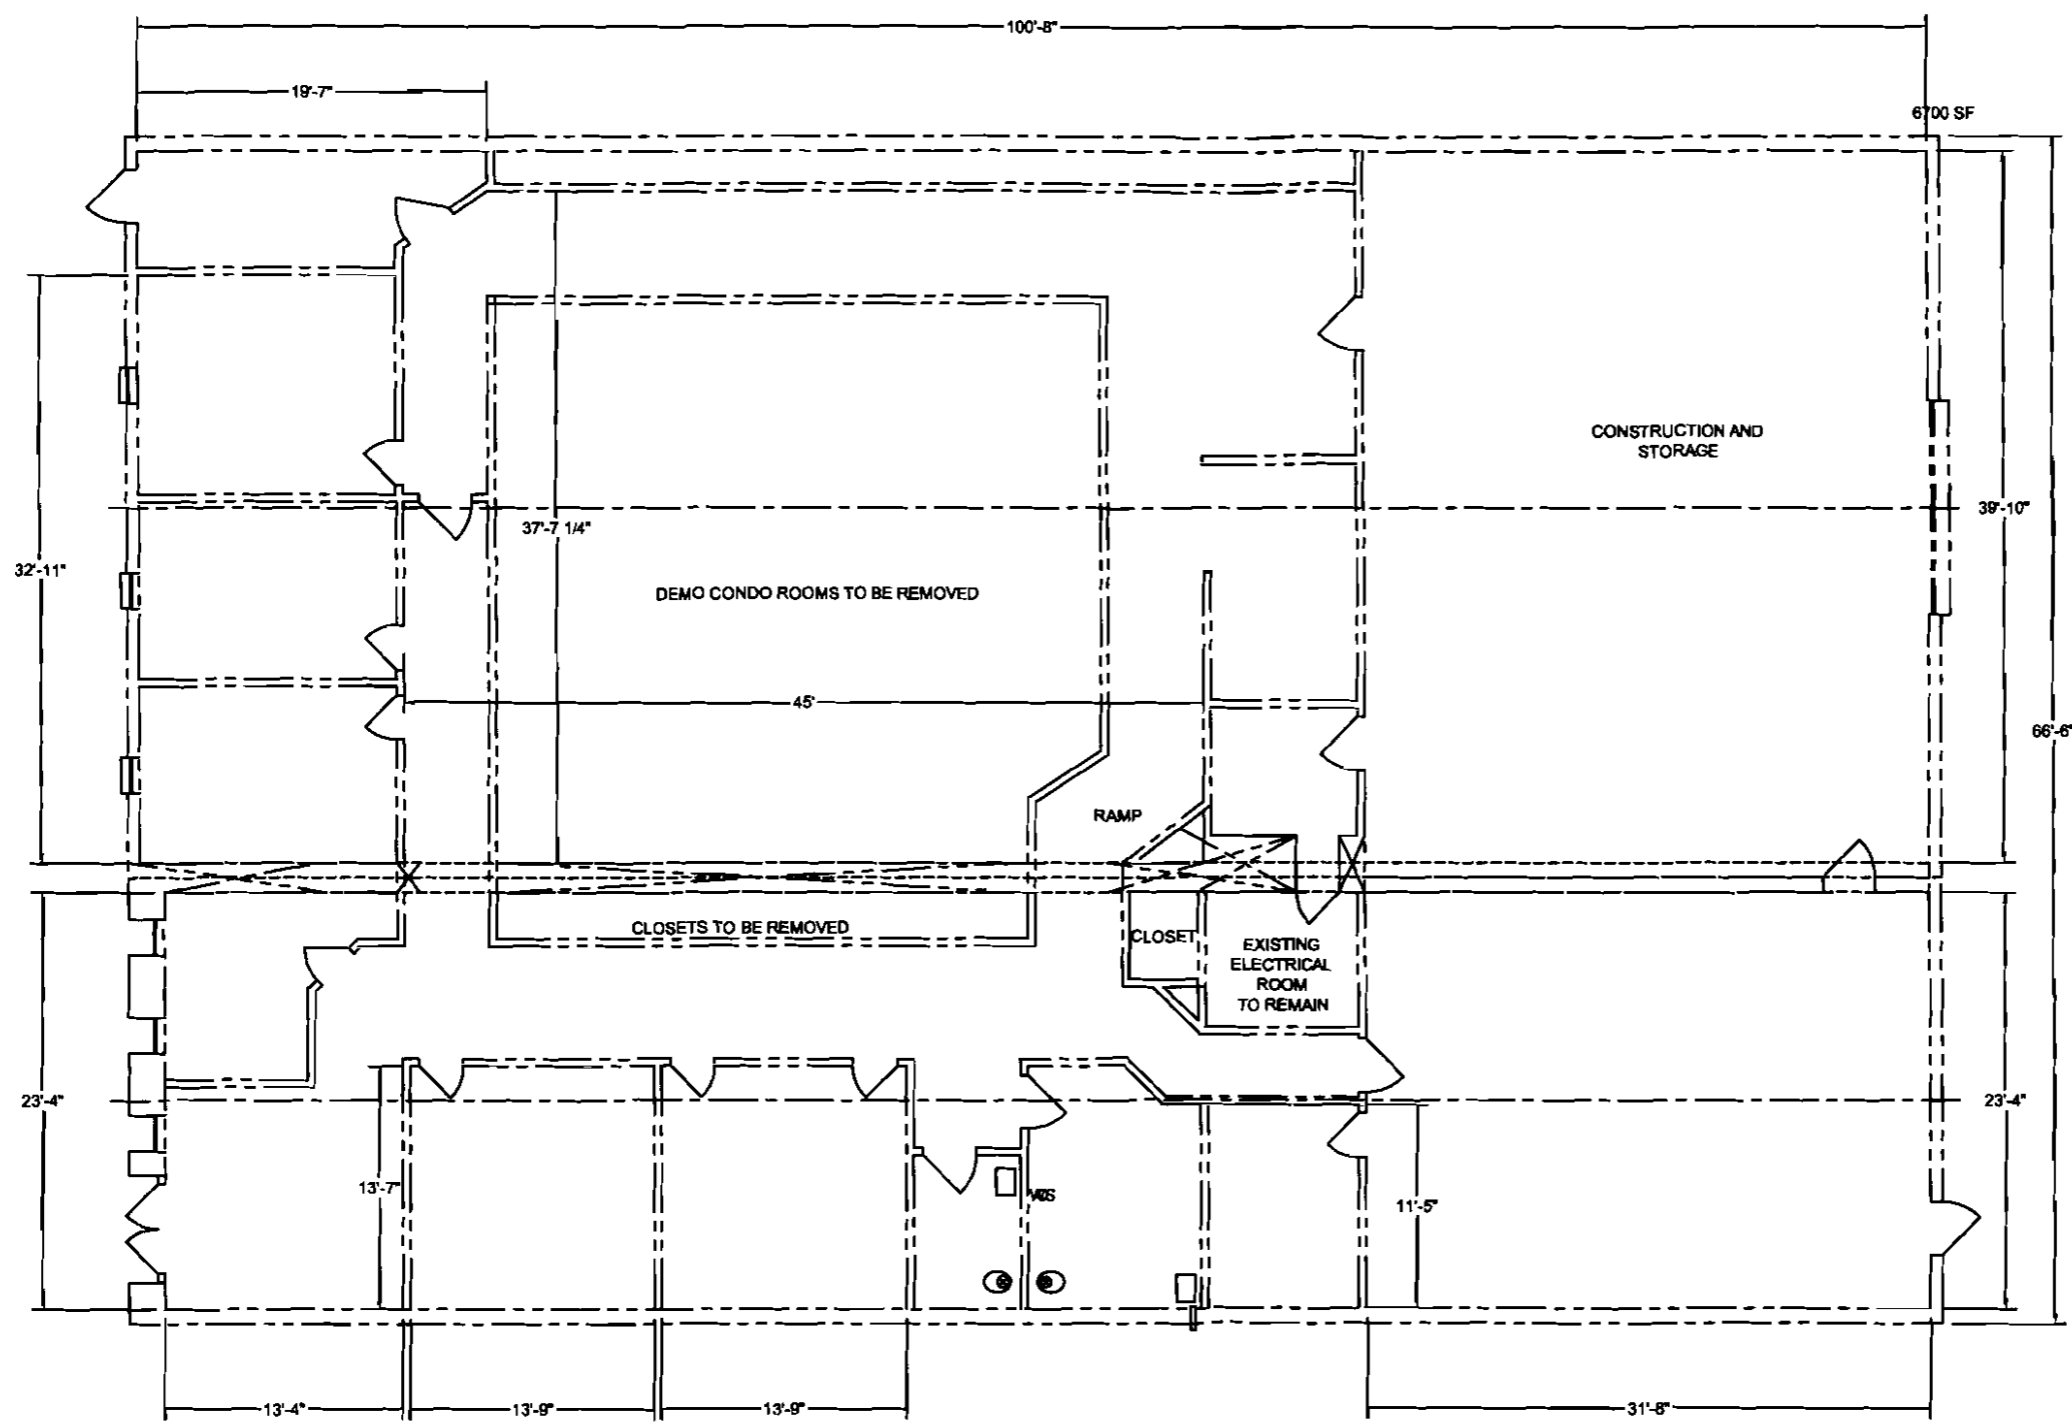 100'-8"
19'-7"
6700 SF
CONSTRUCTION AND
STORAGE
39'-10"
37'-7 1/4"
32'-11"
DEMO CONDO ROOMS TO BE REMOVED
45'
66'-6"
RAMP
CLOSETS TO BE REMOVED
CLOSET
EXISTING
ELECTRICAL
ROOM
TO REMAIN
23'-4"
23'-4"
13'-7"
11'-5"
13'-4"
13'-9"
13'-9"
31'-8"